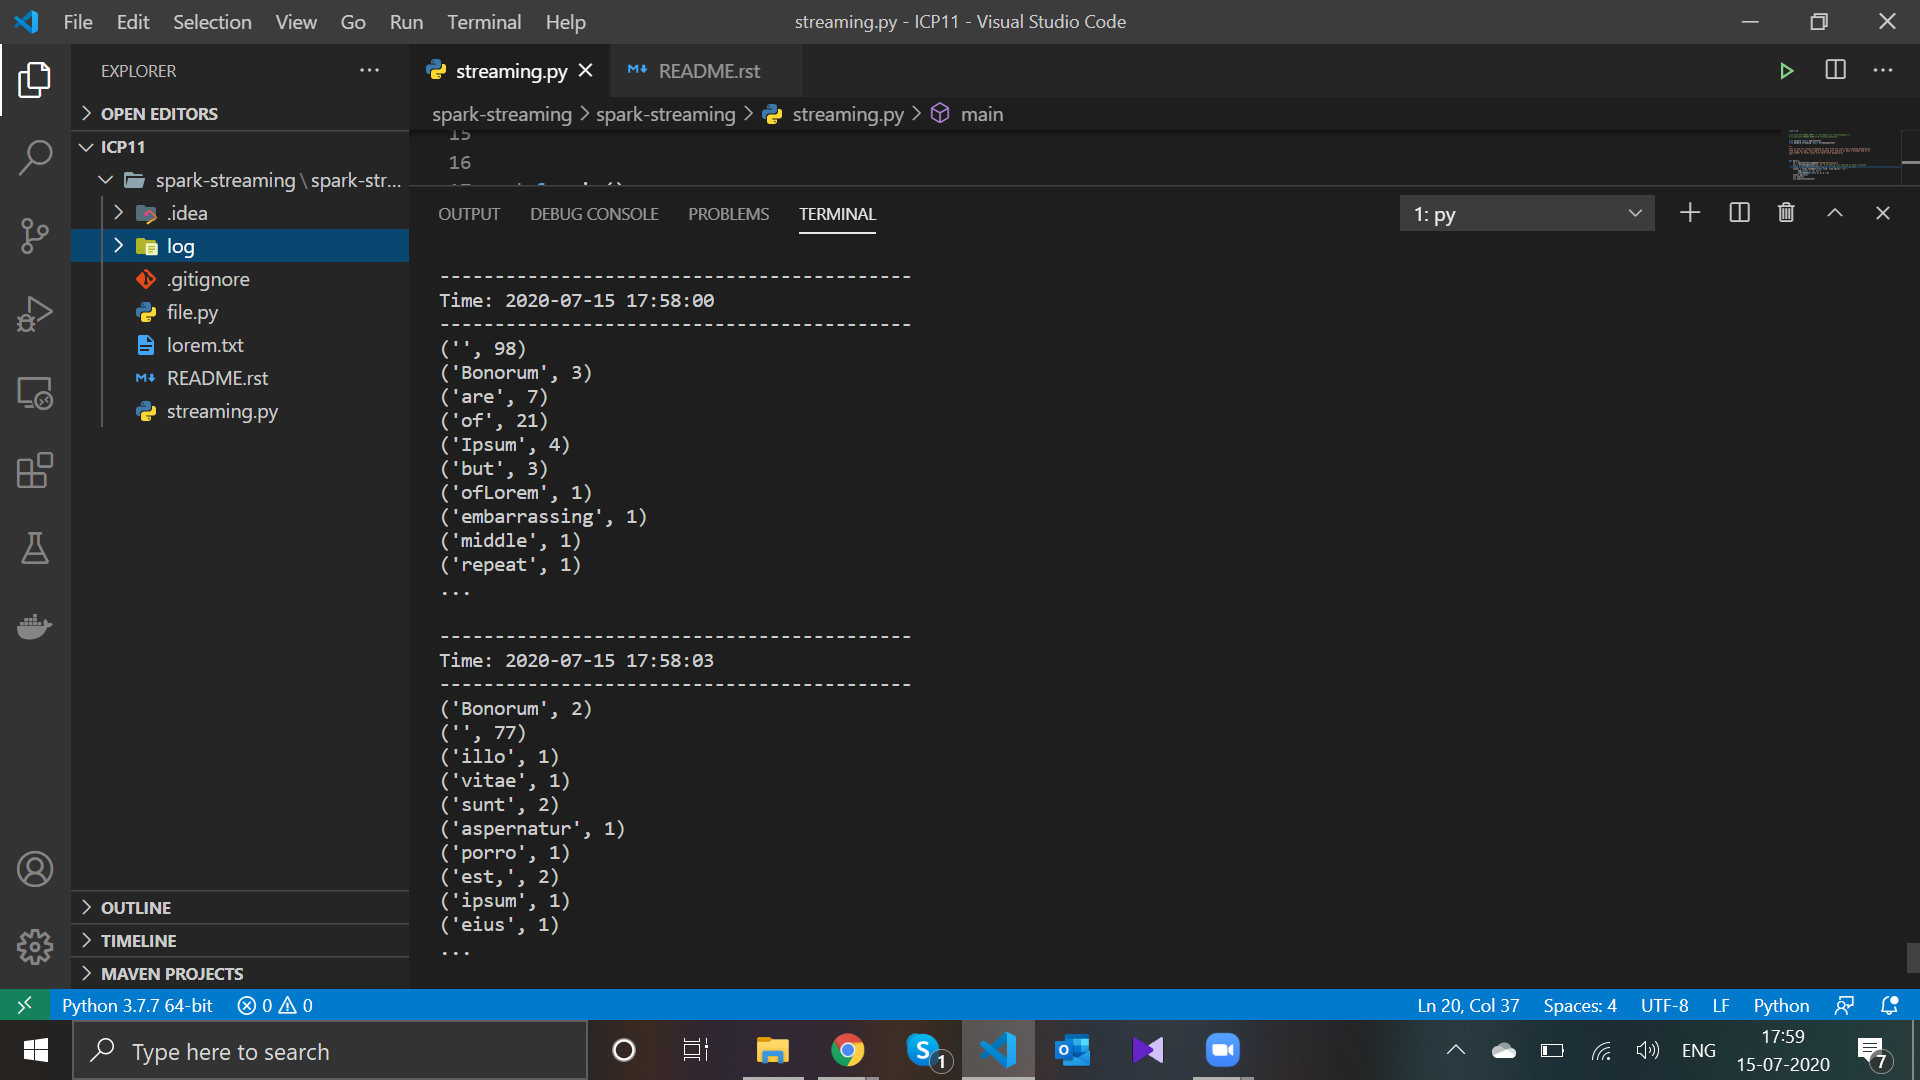 File Edit Selection View Go Run Terminal Help
streaming.py - ICP11 - Visual Studio Code
EXPLORER
OPEN EDITORS
ICP11
spark-streaming\spark-str...
.idea
log
.gitignore
file.py
lorem.txt
README.rst
streaming.py
OUTLINE
TIMELINE
MAVEN PROJECTS
streaming.py
README.rst
spark-streaming > spark-streaming > streaming.py > main
15
16
OUTPUT DEBUG CONSOLE PROBLEMS TERMINAL
1: py
-------------------------------------------
Time: 2020-07-15 17:58:00
-------------------------------------------
('', 98)
('Bonorum', 3)
('are', 7)
('of', 21)
('Ipsum', 4)
('but', 3)
('ofLorem', 1)
('embarrassing', 1)
('middle', 1)
('repeat', 1)
...
-------------------------------------------
Time: 2020-07-15 17:58:03
-------------------------------------------
('Bonorum', 2)
('', 77)
('illo', 1)
('vitae', 1)
('sunt', 2)
('aspernatur', 1)
('porro', 1)
('est,', 2)
('ipsum', 1)
('eius', 1)
...
Python 3.7.7 64-bit 0 0
Ln 20, Col 37 Spaces: 4 UTF-8 LF Python
Type here to search
1
ENG
17:59
15-07-2020
7